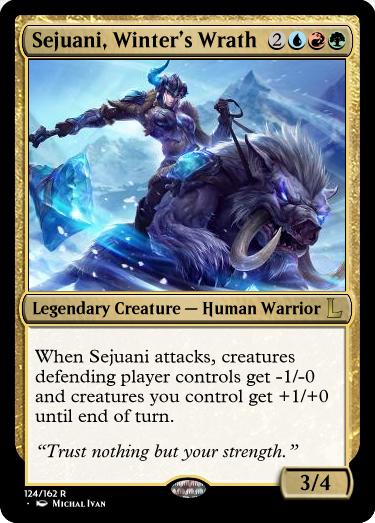 Sejuani, Winter's Wrath 2
Legendary Creature — Human Warrior L
When Sejuani attacks, creatures
defending player controls get -1/-0
and creatures you control get +1/+0
until end of turn.
“Trust nothing but your strength.”
3/4
124/162 R
· Michal Ivan